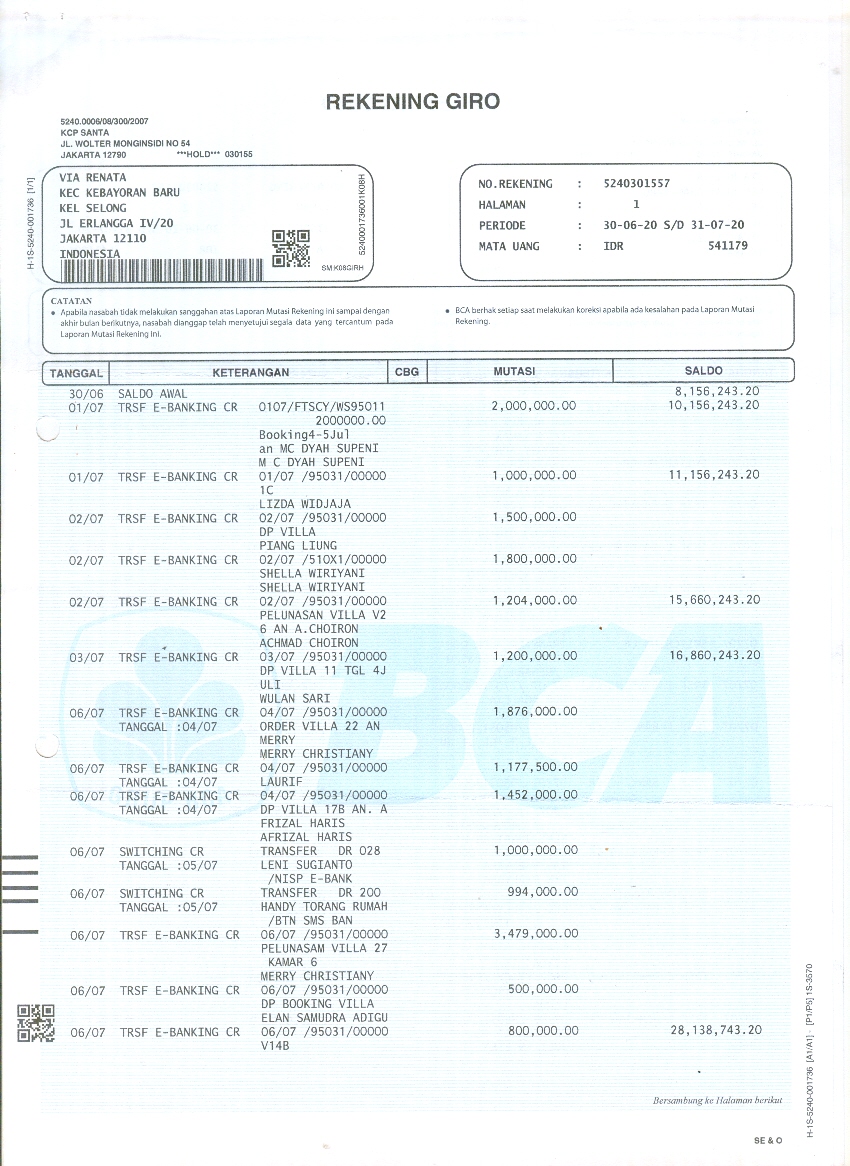 REKENING GIRO
5240.0006/08/300/2007
KCP SANTA
JL. WOLTER MONGINSIDI NO 54
JAKARTA 12790 ***HOLD*** 030155
H-1S-5240-001736 [1/1]
VIA RENATA
KEC KEBAYORAN BARU
KEL SELONG
JL ERLANGGA IV/20
JAKARTA 12110
INDONESIA
5240001736001K08H
SM:K08GIRH
NO.REKENING : 5240301557
HALAMAN : 1
PERIODE : 30-06-20 S/D 31-07-20
MATA UANG : IDR 541179
CATATAN
• Apabila nasabah tidak melakukan sanggahan atas Laporan Mutasi Rekening ini sampai dengan
akhir bulan berikutnya, nasabah dianggap telah menyetujui segala data yang tercantum pada
Laporan Mutasi Rekening Ini.
• BCA berhak setiap saat melakukan koreksi apabila ada kesalahan pada Laporan Mutasi
Rekening.
TANGGAL KETERANGAN CBG MUTASI SALDO
30/06 SALDO AWAL 8,156,243.20
01/07 TRSF E-BANKING CR 0107/FTSCY/WS95011 2,000,000.00 10,156,243.20
2000000.00
Booking4-5Jul
an MC DYAH SUPENI
M C DYAH SUPENI
01/07 TRSF E-BANKING CR 01/07 /95031/00000 1,000,000.00 11,156,243.20
1C
LIZDA WIDJAJA
02/07 TRSF E-BANKING CR 02/07 /95031/00000 1,500,000.00
DP VILLA
PIANG LIUNG
02/07 TRSF E-BANKING CR 02/07 /510X1/00000 1,800,000.00
SHELLA WIRIYANI
SHELLA WIRIYANI
02/07 TRSF E-BANKING CR 02/07 /95031/00000 1,204,000.00 15,660,243.20
PELUNASAN VILLA V2
6 AN A.CHOIRON
ACHMAD CHOIRON
03/07 TRSF E-BANKING CR 03/07 /95031/00000 1,200,000.00 16,860,243.20
DP VILLA 11 TGL 4J
ULI
WULAN SARI
06/07 TRSF E-BANKING CR 04/07 /95031/00000 1,876,000.00
TANGGAL :04/07 ORDER VILLA 22 AN
MERRY
MERRY CHRISTIANY
06/07 TRSF E-BANKING CR 04/07 /95031/00000 1,177,500.00
TANGGAL :04/07 LAURIF
06/07 TRSF E-BANKING CR 04/07 /95031/00000 1,452,000.00
TANGGAL :04/07 DP VILLA 17B AN. A
FRIZAL HARIS
AFRIZAL HARIS
06/07 SWITCHING CR TRANSFER DR 028 1,000,000.00
TANGGAL :05/07 LENI SUGIANTO
/NISP E-BANK
06/07 SWITCHING CR TRANSFER DR 200 994,000.00
TANGGAL :05/07 HANDY TORANG RUMAH
/BTN SMS BAN
06/07 TRSF E-BANKING CR 06/07 /95031/00000 3,479,000.00
PELUNASAM VILLA 27
KAMAR 6
MERRY CHRISTIANY
06/07 TRSF E-BANKING CR 06/07 /95031/00000 500,000.00
DP BOOKING VILLA
ELAN SAMUDRA ADIGU
06/07 TRSF E-BANKING CR 06/07 /95031/00000 800,000.00 28,138,743.20
V14B
BCA
Bersambung ke Halaman berikut
SE & O
H-1S-5240-001736 [A1/A1] - [P1/P5] 1S-3570